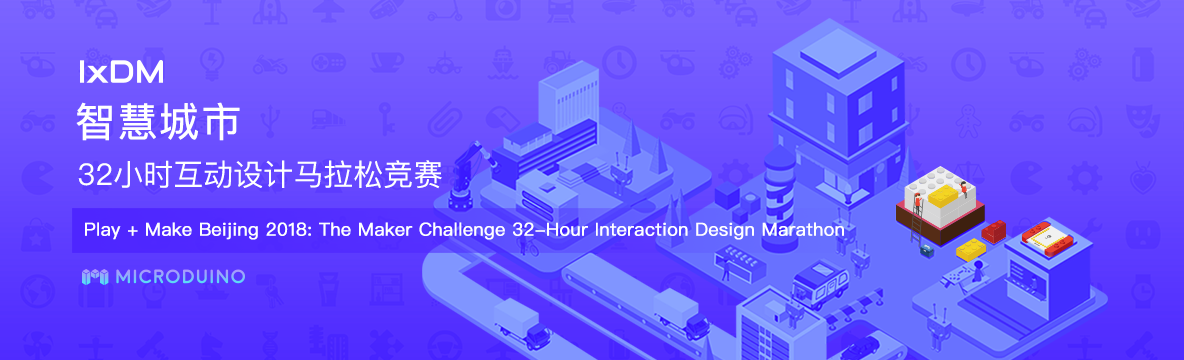 IxDM
智慧城市
32小时互动设计马拉松竞赛
Play + Make Beijing 2018: The Maker Challenge 32-Hour Interaction Design Marathon
MICRODUINO